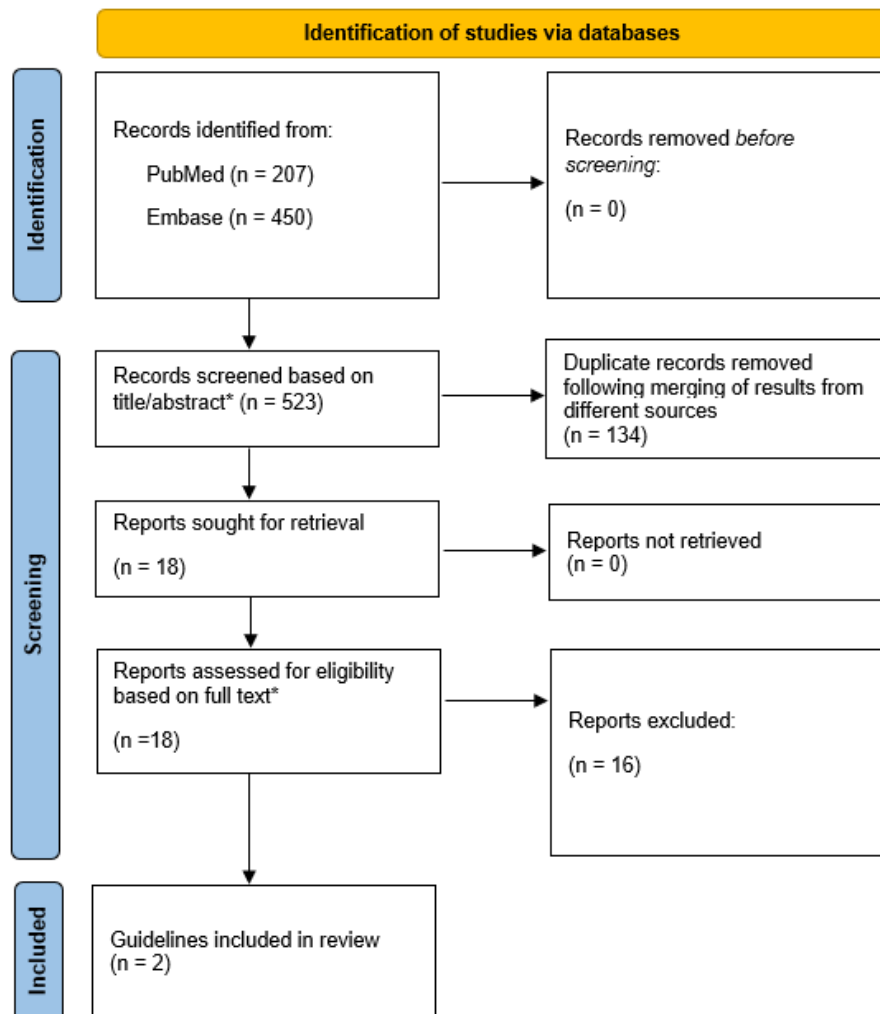 Identification of studies via databases
Identification
Records identified from:
PubMed (n = 207)
Embase (n = 450)
Records removed before
screening:
(n = 0)
Screening
Records screened based on
title/abstract* (n = 523)
Duplicate records removed
following merging of results from
different sources
(n = 134)
Reports sought for retrieval
(n = 18)
Reports not retrieved
(n = 0)
Reports assessed for eligibility
based on full text*
(n =18)
Reports excluded:
(n = 16)
Included
Guidelines included in review
(n = 2)